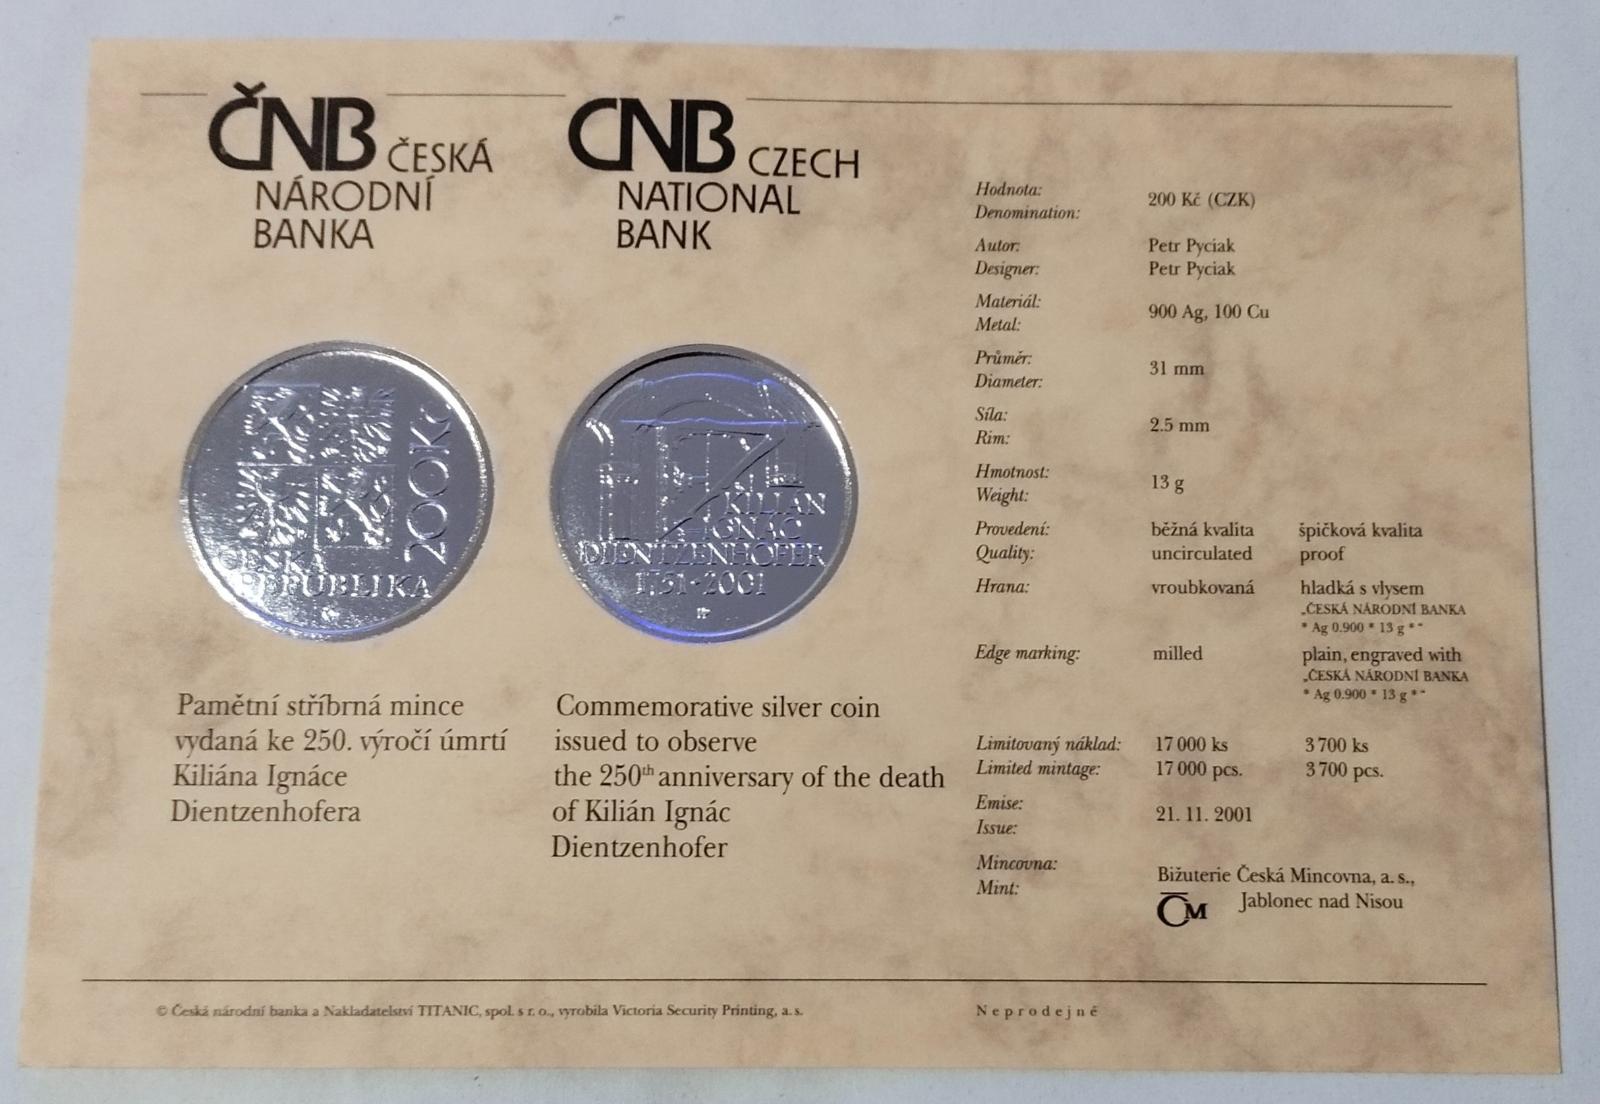 ČNB ČESKÁ
NÁRODNÍ
BANKA
CNB CZECH
NATIONAL
BANK
ČESKÁ
REPUBLIKA
200Kč
KILIÁN
IGNÁC
DIENTZENHOFER
1751-2001
Pamětní stříbrná mince
vydaná ke 250. výročí úmrtí
Kiliána Ignáce
Dientzenhofera
Commemorative silver coin
issued to observe
the 250th anniversary of the death
of Kilián Ignác
Dientzenhofer
Hodnota:
Denomination: 200 Kč (CZK)
Autor: Petr Pyciak
Designer: Petr Pyciak
Materiál:
Metal: 900 Ag, 100 Cu
Průměr:
Diameter: 31 mm
Síla:
Rim: 2.5 mm
Hmotnost:
Weight: 13 g
Provedení: běžná kvalita špičková kvalita
Quality: uncirculated proof
Hrana: vroubkovaná hladká s vlysem
„ČESKÁ NÁRODNÍ BANKA
* Ag 0.900 * 13 g *“
Edge marking: milled plain, engraved with
„ČESKÁ NÁRODNÍ BANKA
* Ag 0.900 * 13 g *“
Limitovaný náklad: 17 000 ks 3 700 ks
Limited mintage: 17 000 pcs. 3 700 pcs.
Emise:
Issue: 21. 11. 2001
Mincovna:
Mint: Bižuterie Česká Mincovna, a. s.,
ČM Jablonec nad Nisou
© Česká národní banka a Nakladatelství TITANIC, spol. s r. o., vyrobila Victoria Security Printing, a. s.
Neprodejné